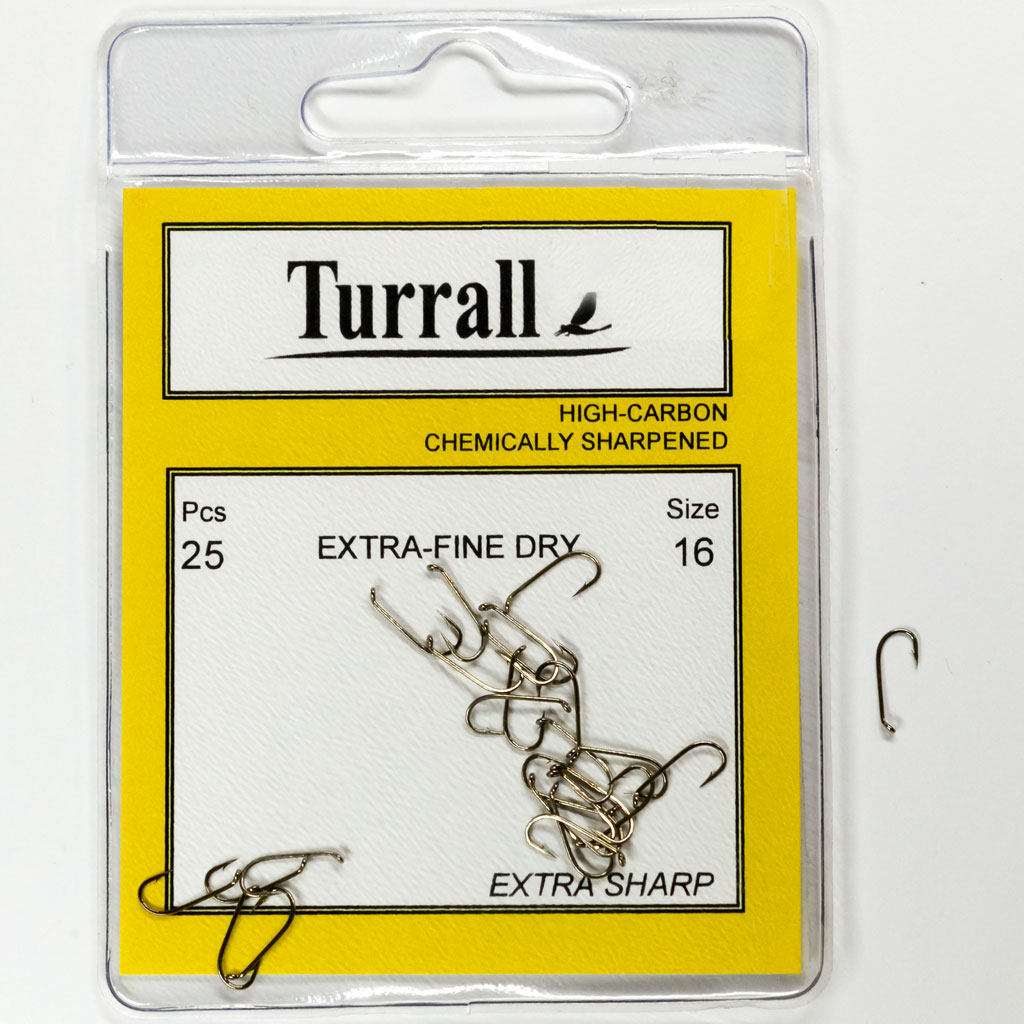 Turrall
HIGH-CARBON
CHEMICALLY SHARPENED
Pcs
25
EXTRA-FINE DRY
Size
16
EXTRA SHARP